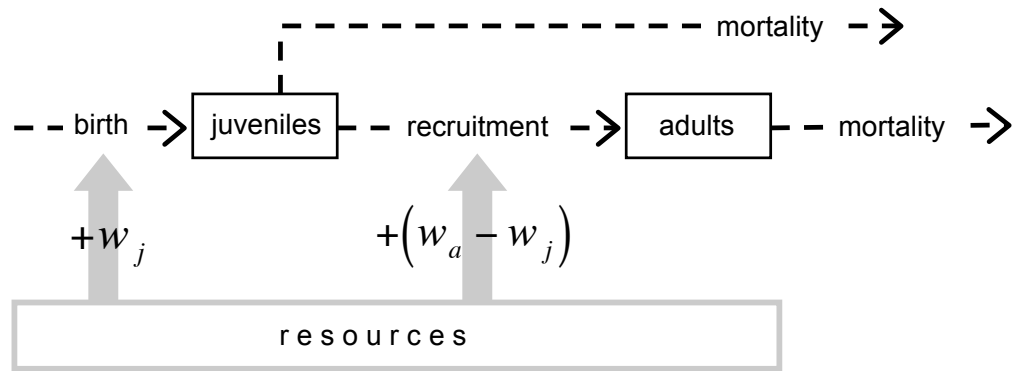 mortality
birth juveniles recruitment adults mortality
+w_j +(w_a − w_j)
resources